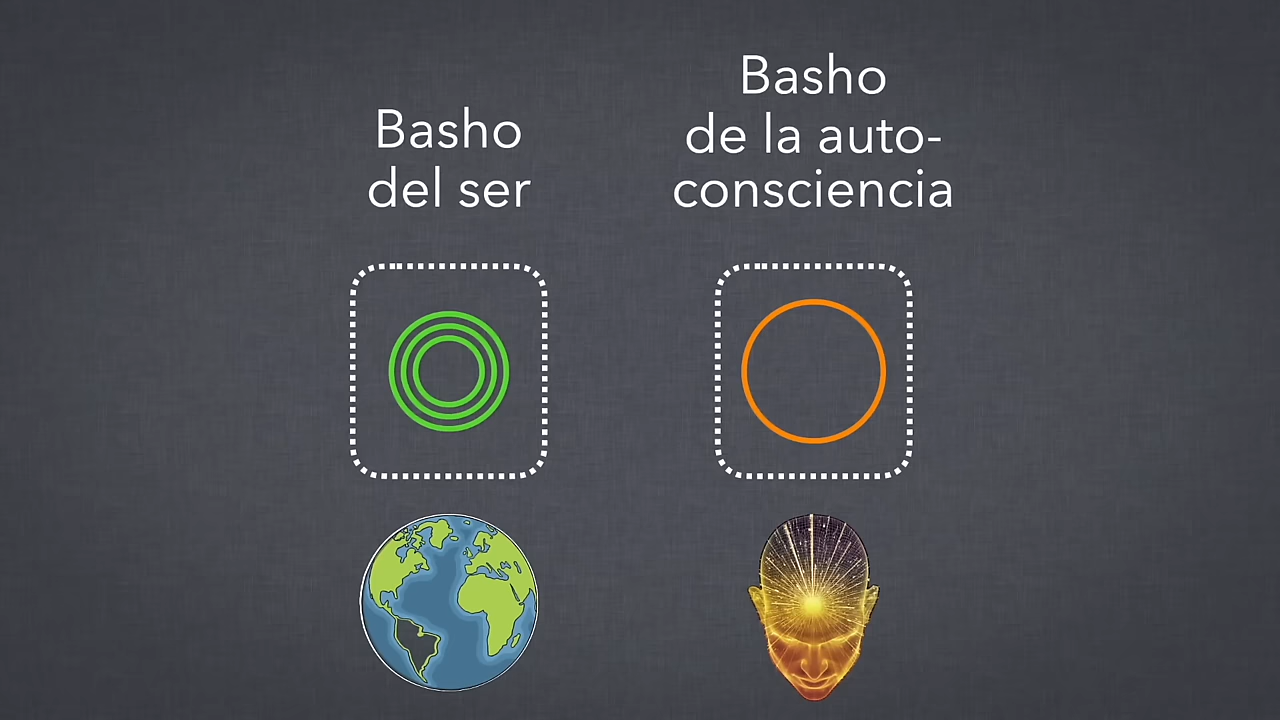 Basho
del ser
Basho
de la auto-
consciencia